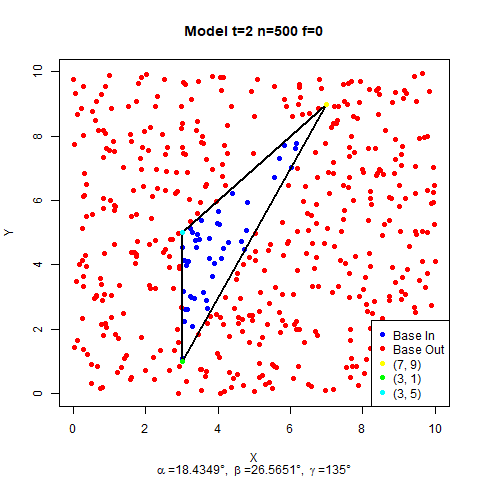 Model t=2 n=500 f=0
10
8
6
4
2
0
Y
Base In
Base Out
(7, 9)
(3, 1)
(3, 5)
0 2 4 6 8 10
X
α=18.4349°, β=26.5651°, γ=135°